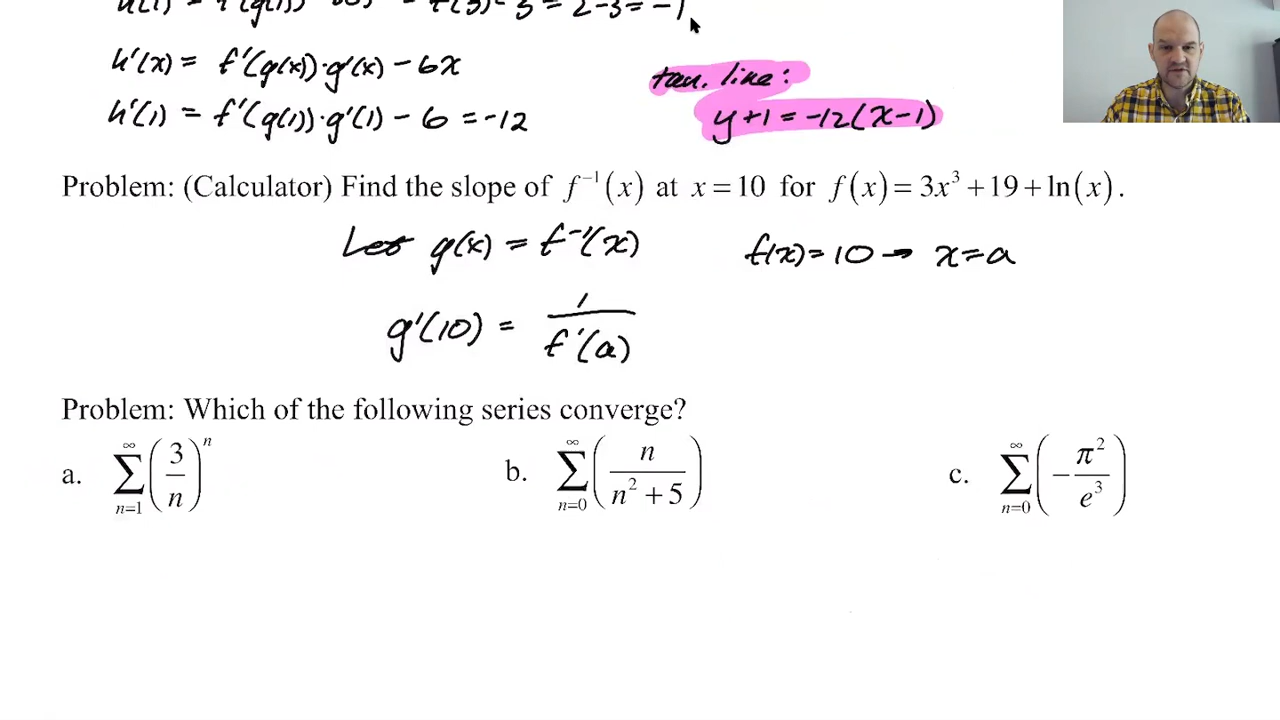 h'(x) = f'(g(x))·g'(x) − 6x
tan. line:
h'(1) = f'(g(1))·g'(1) − 6 = −12
y+1 = −12(x−1)
Problem: (Calculator) Find the slope of f⁻¹(x) at x = 10 for f(x) = 3x³ + 19 + ln(x).
Let g(x) = f⁻¹(x)
f(x) = 10 → x = a
g'(10) = 1/f'(a)
Problem: Which of the following series converge?
a. ∑_{n=1}^{∞} (3/n)ⁿ
b. ∑_{n=0}^{∞} (n/(n² + 5))
c. ∑_{n=0}^{∞} (−π²/e³)